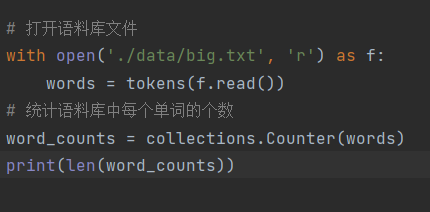 # 打开语料库文件
with open('./data/big.txt', 'r') as f:
    words = tokens(f.read())
# 统计语料库中每个单词的个数
word_counts = collections.Counter(words)
print(len(word_counts))